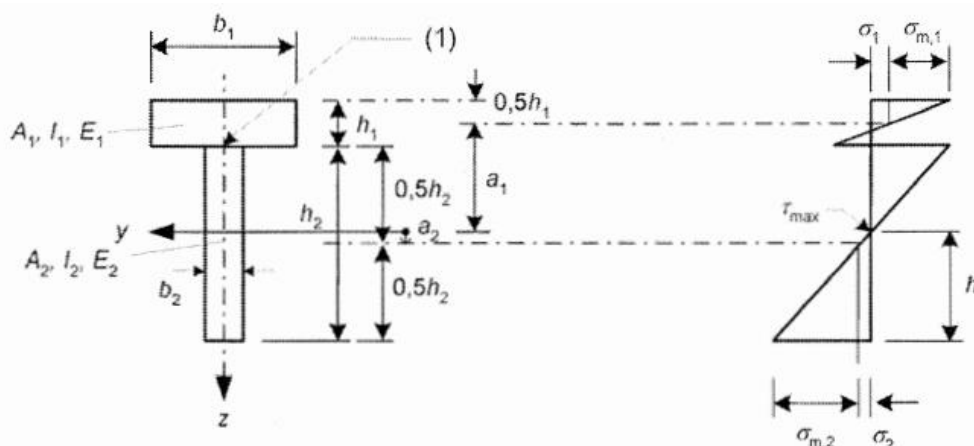 b₁
(1)
σ₁
σm,1
A₁, I₁, E₁
h₁
0,5h₁
a₁
0,5h₂
h₂
τmax
y
a₂
A₂, I₂, E₂
b₂
0,5h₂
h
z
σm,2
σ₂